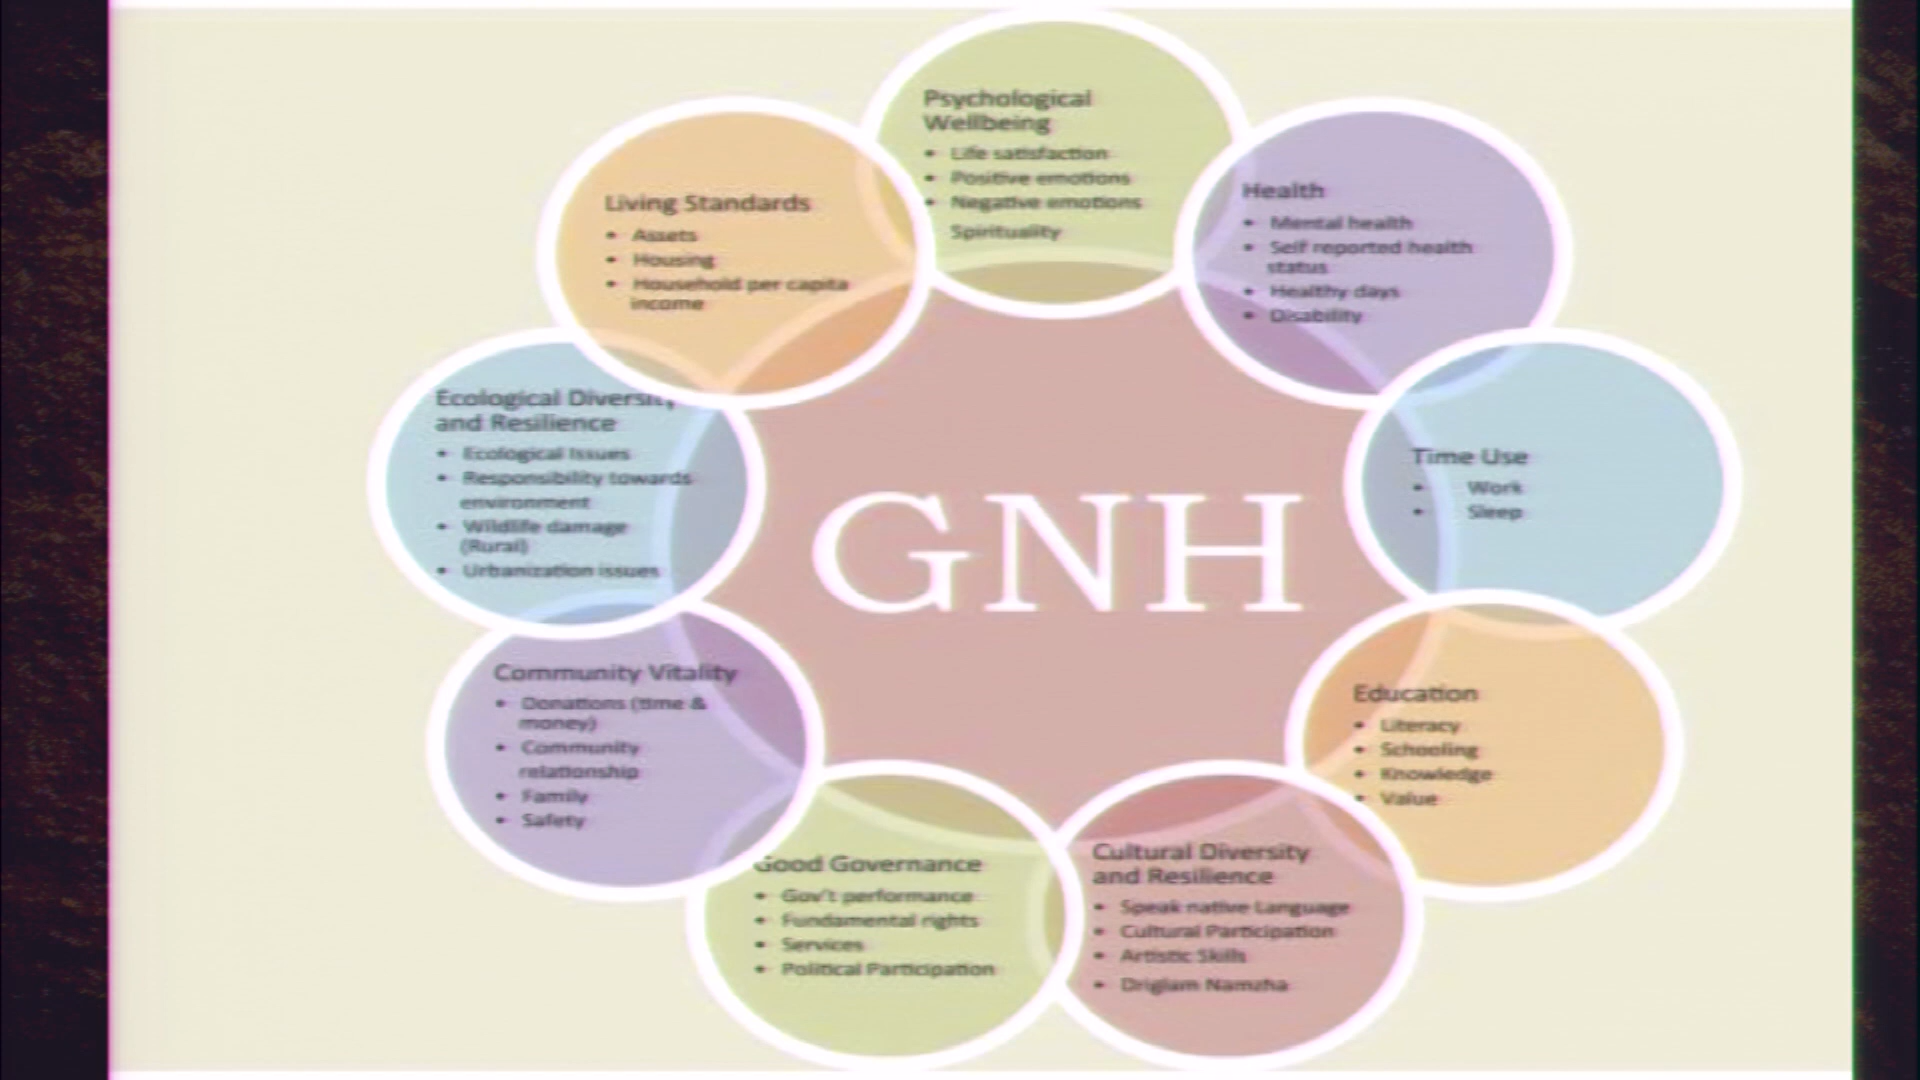 Psychological
Wellbeing
• Life satisfaction
• Positive emotions
• Negative emotions
Spirituality
Health
• Mental health
• Self reported health
status
• Healthy days
• Disability
Time Use
• Work
• Sleep
Education
• Literacy
• Schooling
• Knowledge
• Value
Cultural Diversity
and Resilience
• Speak native Language
• Cultural Participation
• Artistic Skills
• Driglam Namzha
Good Governance
• Gov't performance
• Fundamental rights
• Services
• Political Participation
Community Vitality
• Donations (time &
money)
• Community
relationship
• Family
• Safety
Ecological Diversity
and Resilience
• Ecological Issues
• Responsibility towards
environment
• Wildlife damage
(Rural)
• Urbanization issues
Living Standards
• Assets
• Housing
• Household per capita
income
GNH